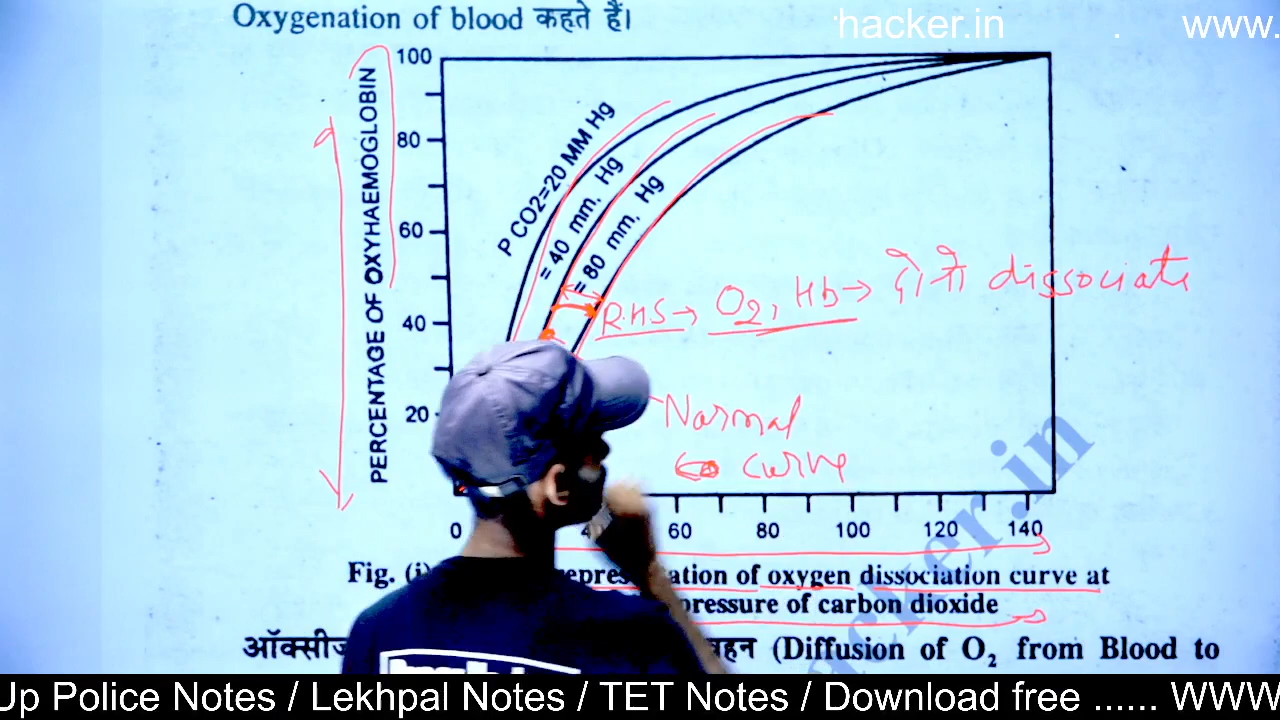 Oxygenation of blood कहते हैं।
hacker.in
www.
PERCENTAGE OF OXYHAEMOGLOBIN
100
80
60
40
20
P CO2=20 MM Hg
= 40 mm. Hg
= 80 mm. Hg
R.H.S → O2, Hb → दोनो dissociate
Normal
curve
0
60 80 100 120 140
Fig. (i) ation of oxygen dissociation curve at
pressure of carbon dioxide
(Diffusion of O2 from Blood to
Up Police Notes / Lekhpal Notes / TET Notes / Download free ...... WWW